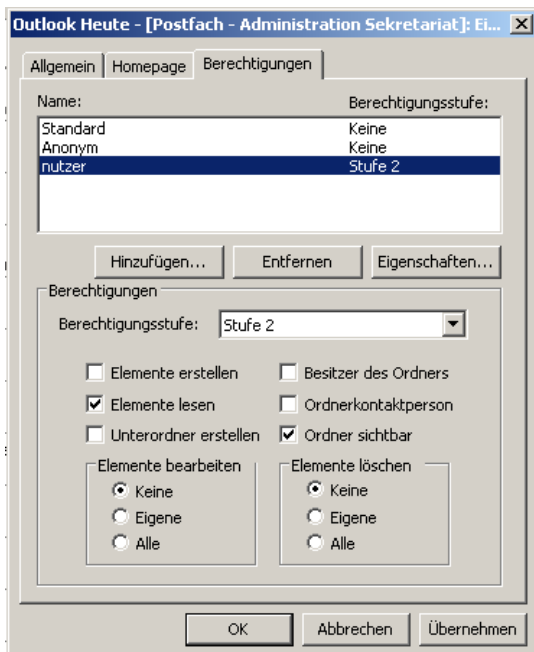 Outlook Heute - [Postfach - Administration Sekretariat]: Ei...
Allgemein Homepage Berechtigungen
Name: Berechtigungsstufe:
Standard Keine
Anonym Keine
nutzer Stufe 2
Hinzufügen... Entfernen Eigenschaften...
Berechtigungen
Berechtigungsstufe: Stufe 2
Elemente erstellen Besitzer des Ordners
Elemente lesen Ordnerkontaktperson
Unterordner erstellen Ordner sichtbar
Elemente bearbeiten Elemente löschen
Keine Keine
Eigene Eigene
Alle Alle
OK Abbrechen Übernehmen